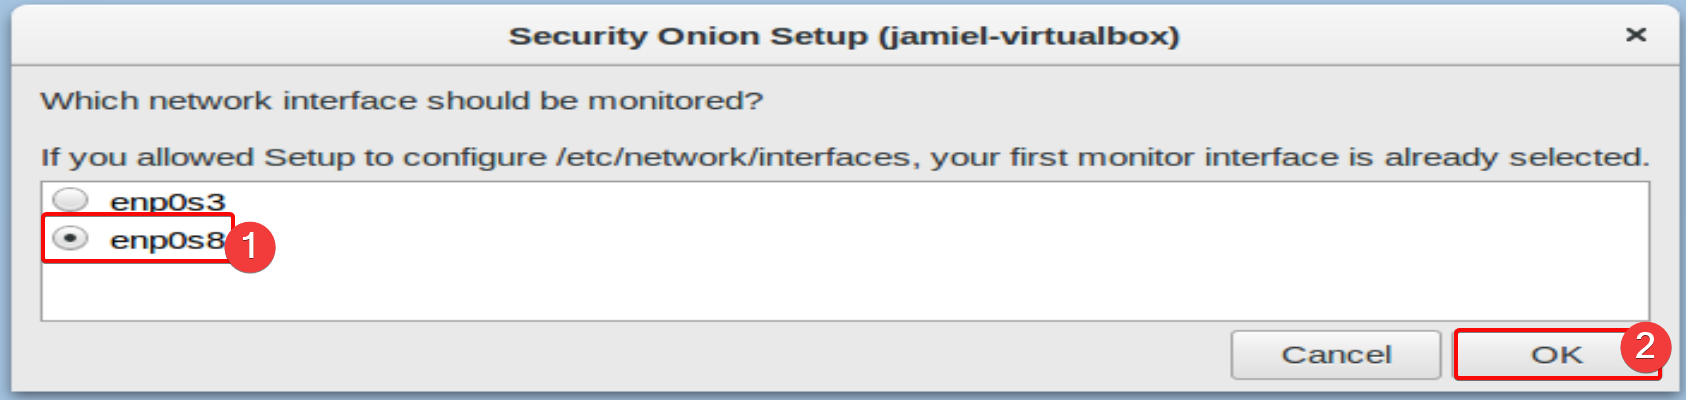 Security Onion Setup (jamiel-virtualbox)
Which network interface should be monitored?
If you allowed Setup to configure /etc/network/interfaces, your first monitor interface is already selected.
enp0s3
enp0s8 1
Cancel OK 2